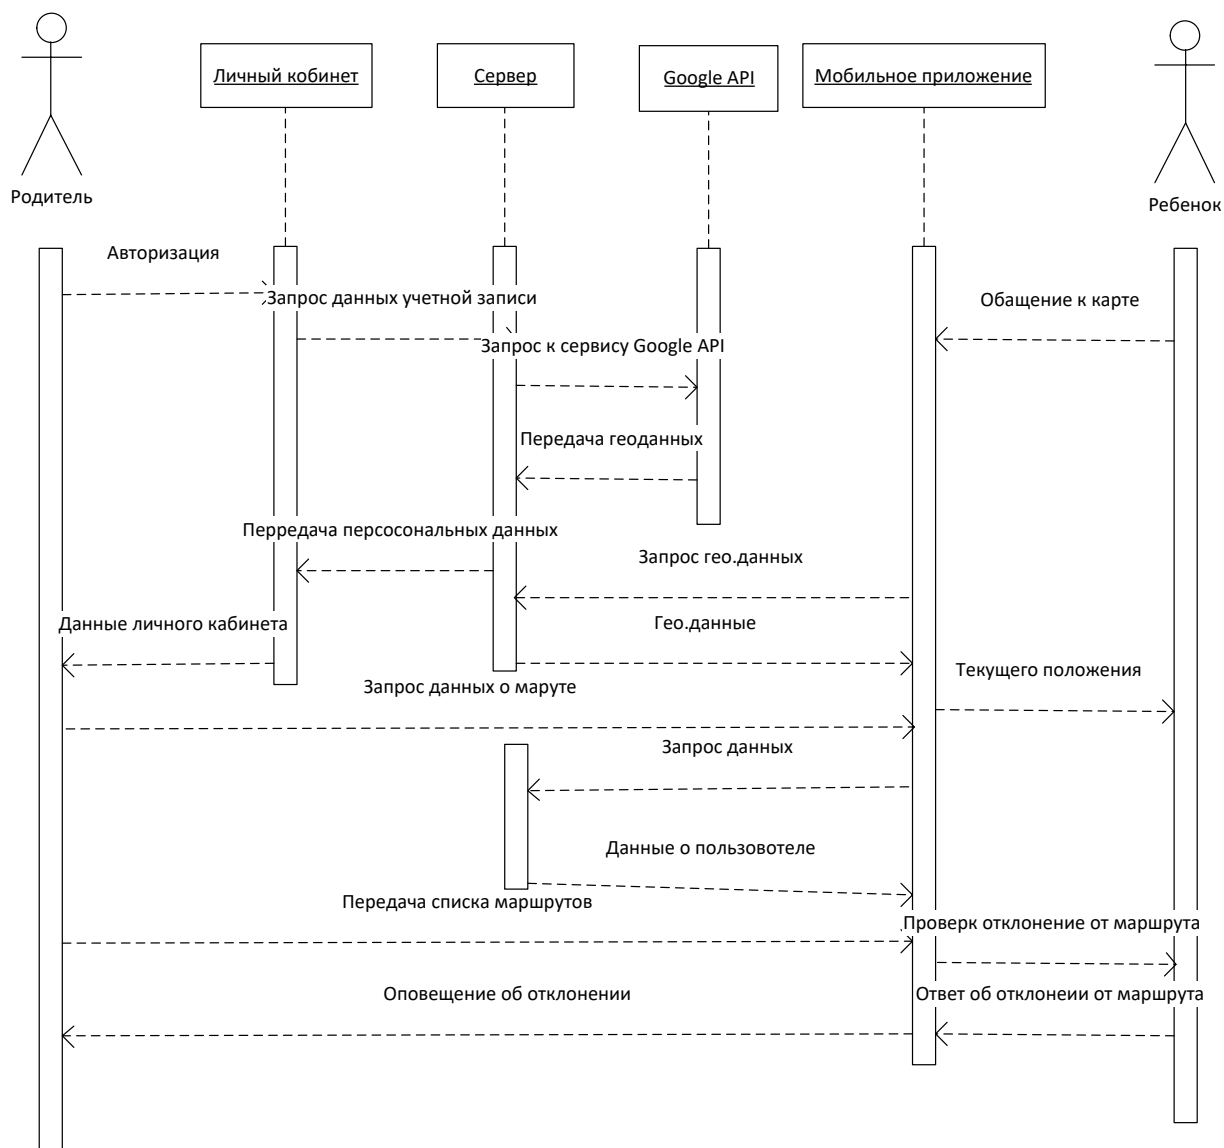 Личный кобинет
Сервер
Google API
Мобильное приложение
Родитель
Ребенок
Авторизация
Запрос данных учетной записи
Обащение к карте
Запрос к сервису Google API
Передача геоданных
Перредача персосональных данных
Запрос гео.данных
Данные личного кабинета
Гео.данные
Текущего положения
Запрос данных о маруте
Запрос данных
Данные о пользовотеле
Передача списка маршрутов
Проверк отклонение от маршрута
Оповещение об отклонении
Ответ об отклонеии от маршрута